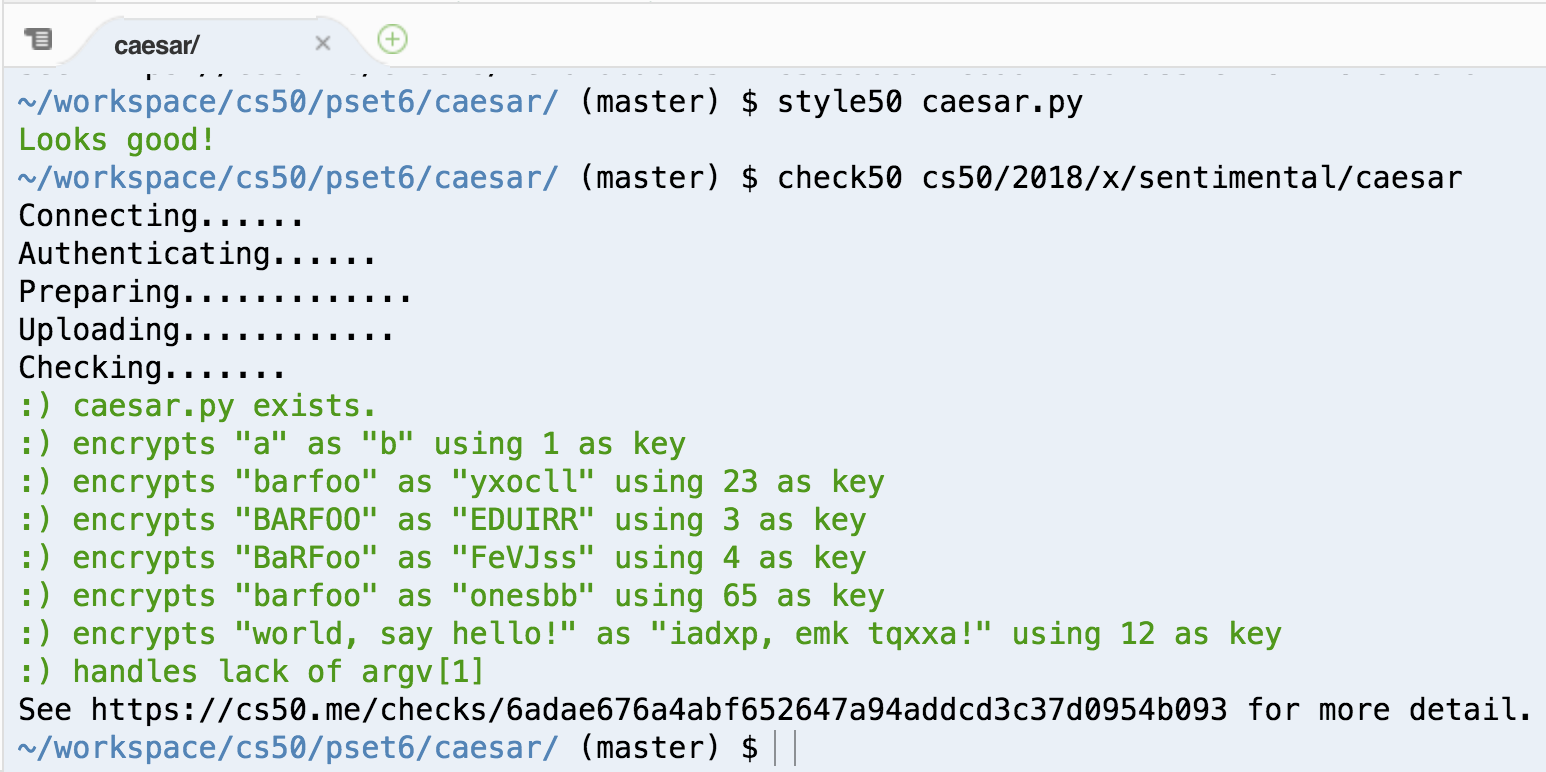 caesar/
~/workspace/cs50/pset6/caesar/ (master) $ style50 caesar.py
Looks good!
~/workspace/cs50/pset6/caesar/ (master) $ check50 cs50/2018/x/sentimental/caesar
Connecting......
Authenticating......
Preparing.............
Uploading............
Checking.......
:) caesar.py exists.
:) encrypts "a" as "b" using 1 as key
:) encrypts "barfoo" as "yxocll" using 23 as key
:) encrypts "BARFOO" as "EDUIRR" using 3 as key
:) encrypts "BaRFoo" as "FeVJss" using 4 as key
:) encrypts "barfoo" as "onesbb" using 65 as key
:) encrypts "world, say hello!" as "iadxp, emk tqxxa!" using 12 as key
:) handles lack of argv[1]
See https://cs50.me/checks/6adae676a4abf652647a94addcd3c37d0954b093 for more detail.
~/workspace/cs50/pset6/caesar/ (master) $